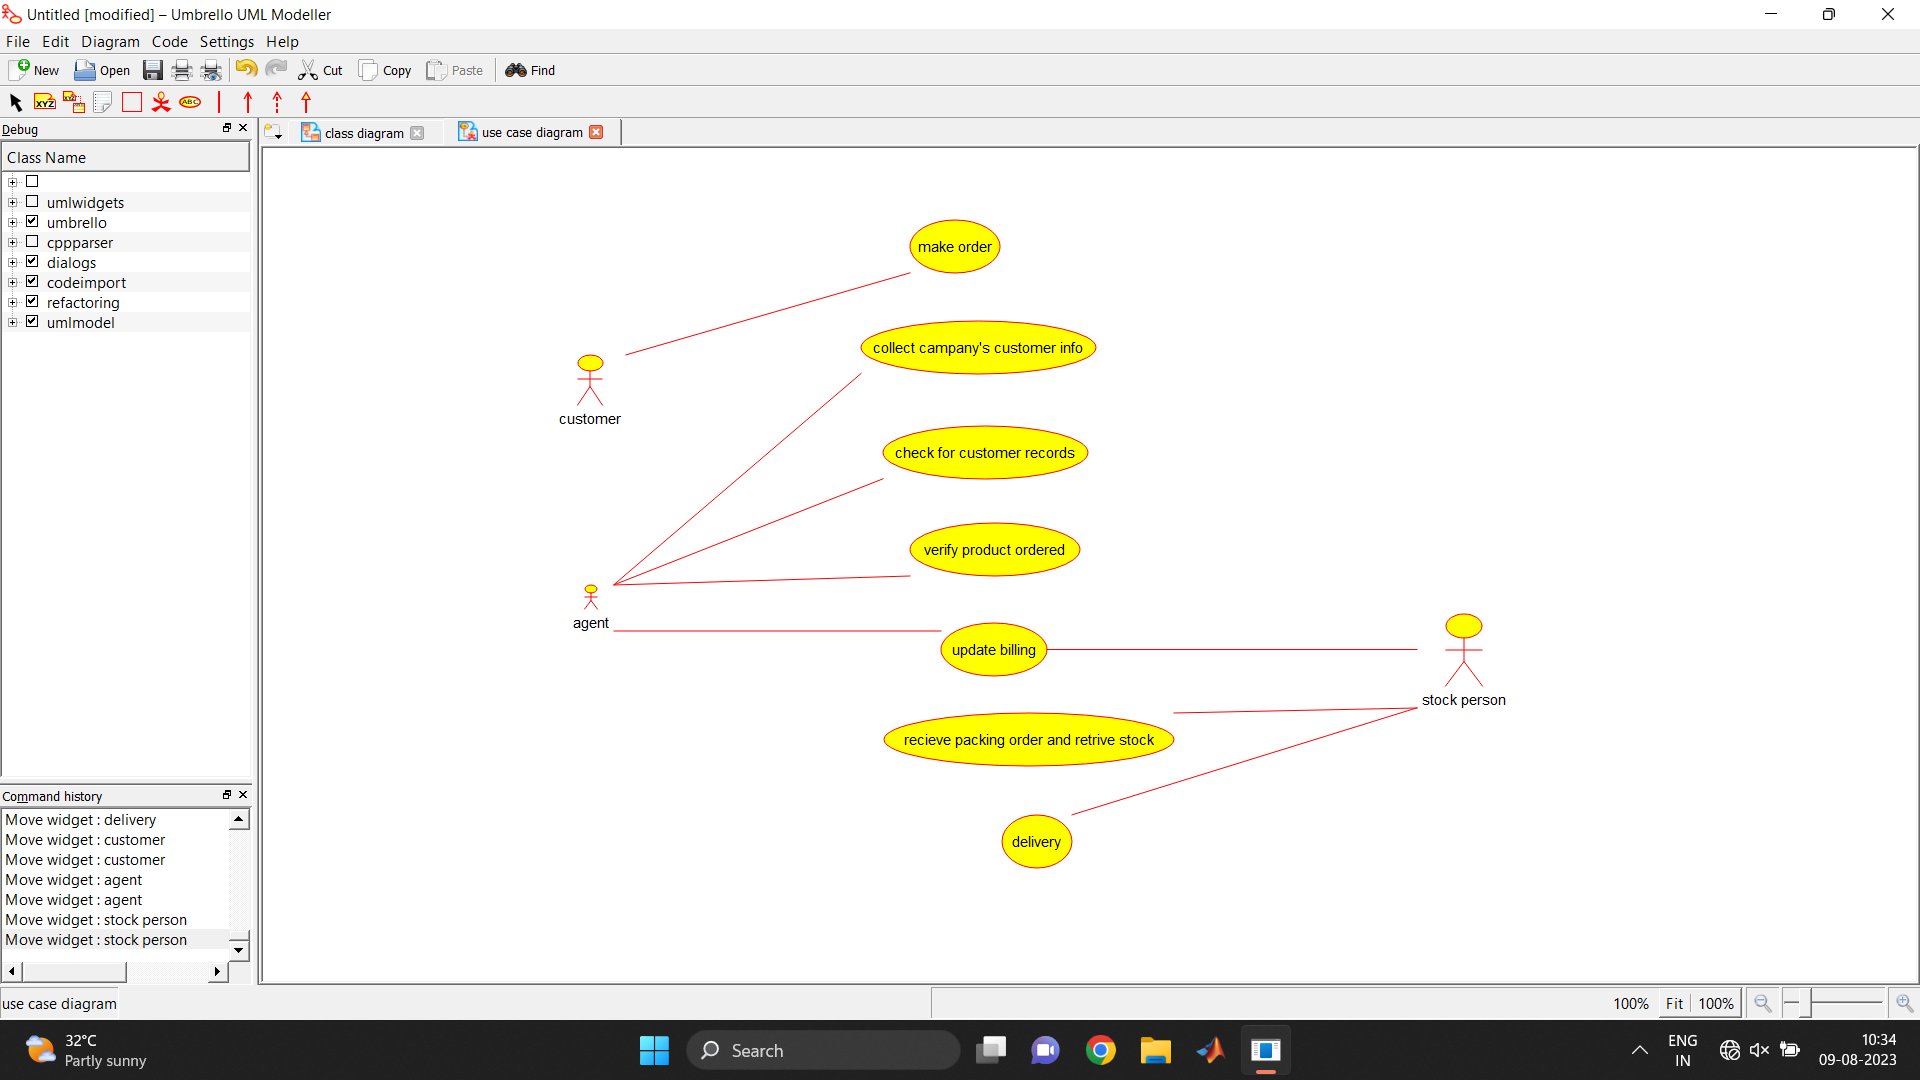 Untitled [modified] – Umbrello UML Modeller
File Edit Diagram Code Settings Help
New Open Cut Copy Paste Find
XYZ XYZ ABC
Debug
class diagram use case diagram
Class Name
umlwidgets
umbrello
cppparser
dialogs
codeimport
refactoring
umlmodel
make order
collect campany's customer info
customer
check for customer records
verify product ordered
agent
update billing
stock person
recieve packing order and retrive stock
delivery
Command history
Move widget : delivery
Move widget : customer
Move widget : customer
Move widget : agent
Move widget : agent
Move widget : stock person
Move widget : stock person
use case diagram
100% Fit 100%
32°C
Partly sunny
Search
ENG
IN
10:34
09-08-2023